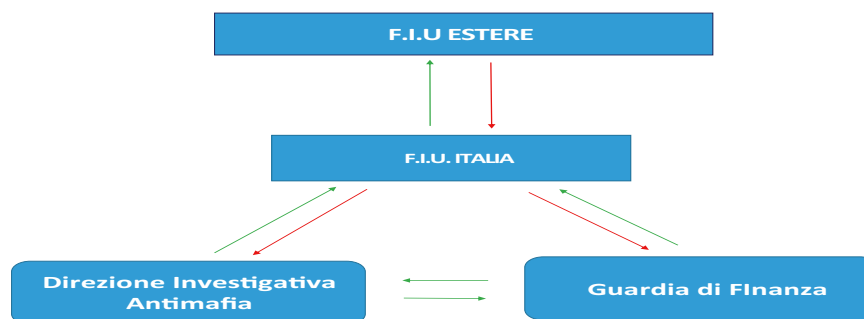 F.I.U ESTERE
F.I.U. ITALIA
Direzione Investigativa
Antimafia
Guardia di FInanza